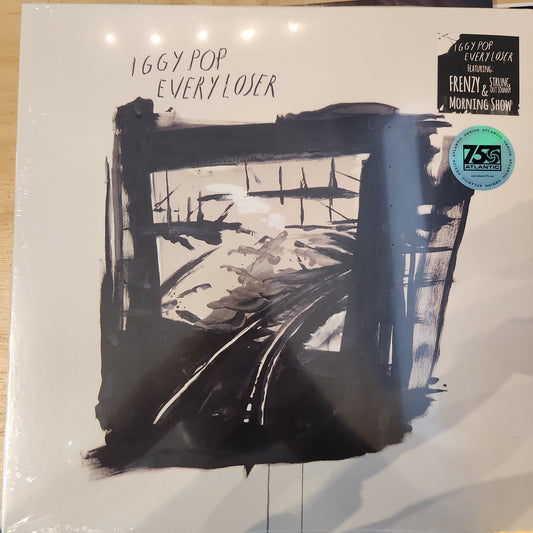 IGGY POP
EVERY LOSER
IGGY POP
EVERY LOSER
FEATURING:
FRENZY & STRUNG
OUT JOHNNY
MORNING SHOW
75
ATLANTIC